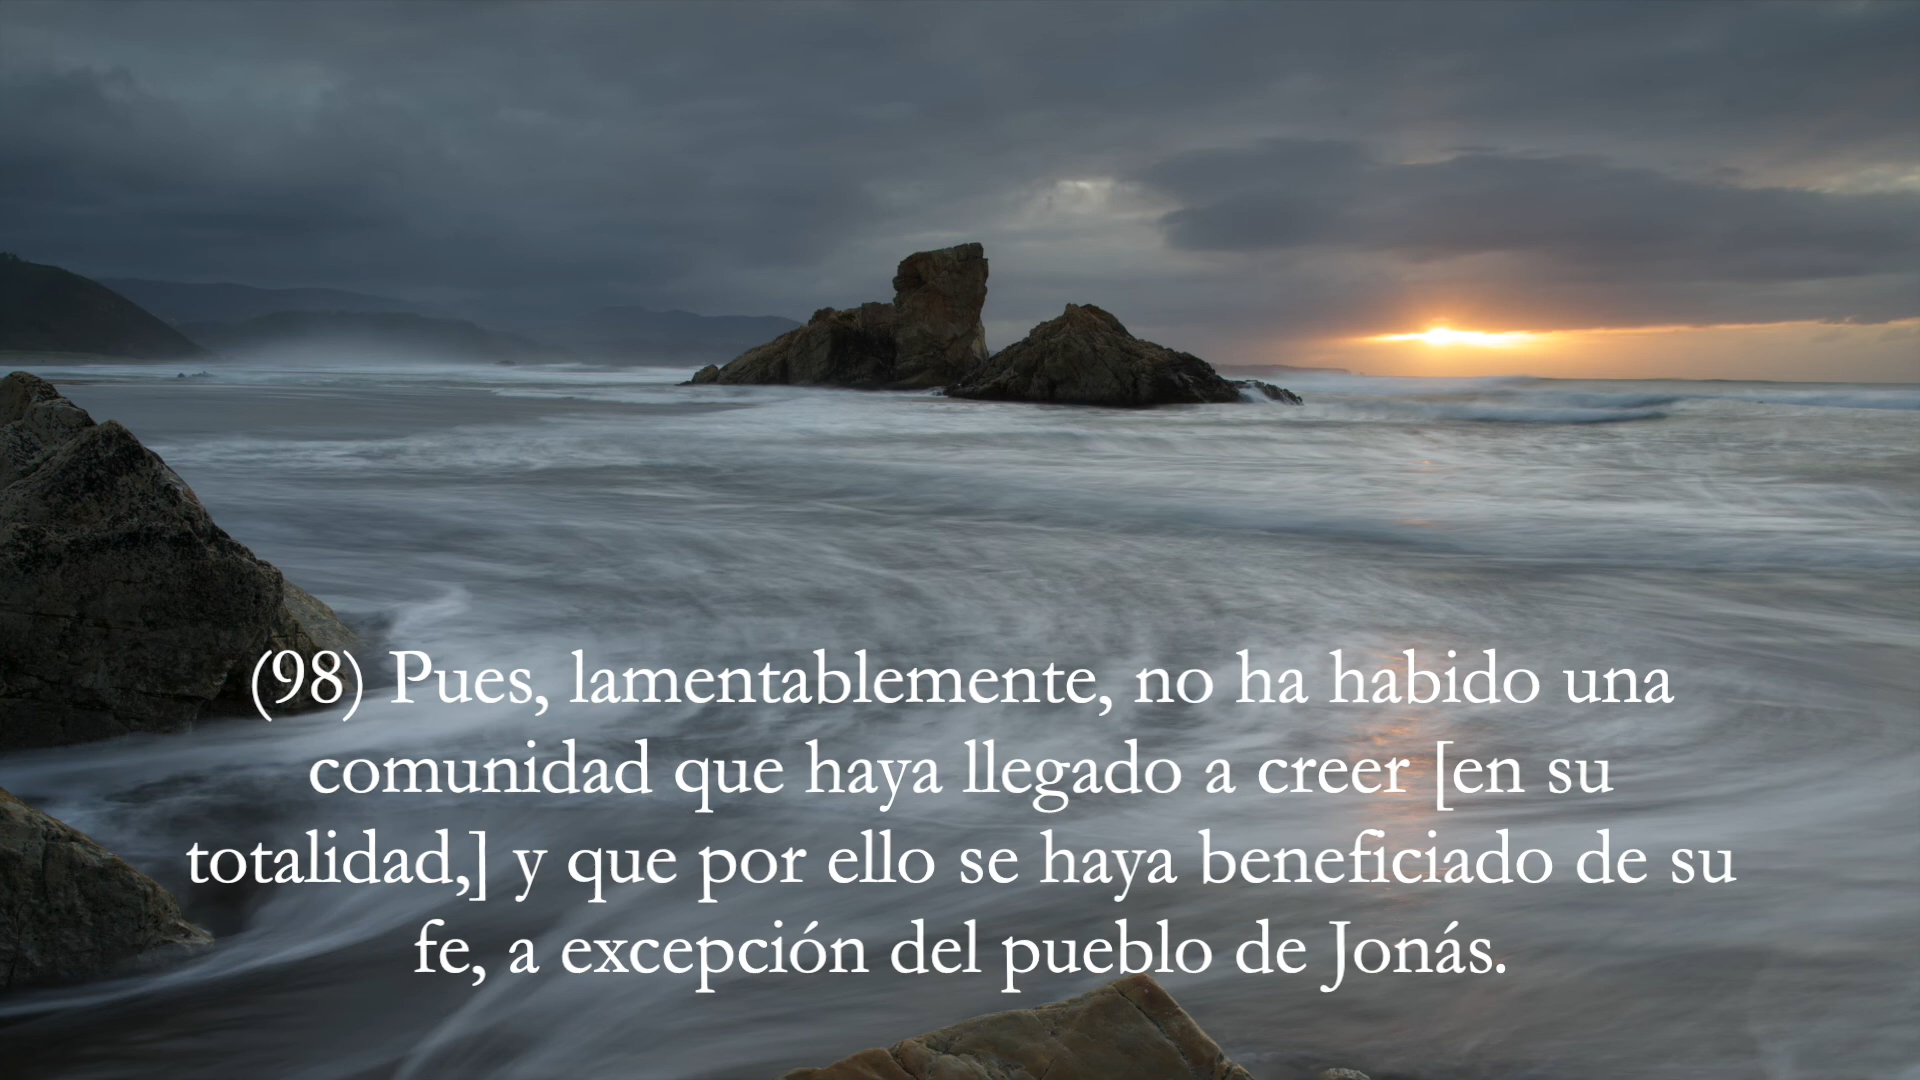 (98) Pues, lamentablemente, no ha habido una
comunidad que haya llegado a creer [en su
totalidad,] y que por ello se haya beneficiado de su
fe, a excepción del pueblo de Jonás.